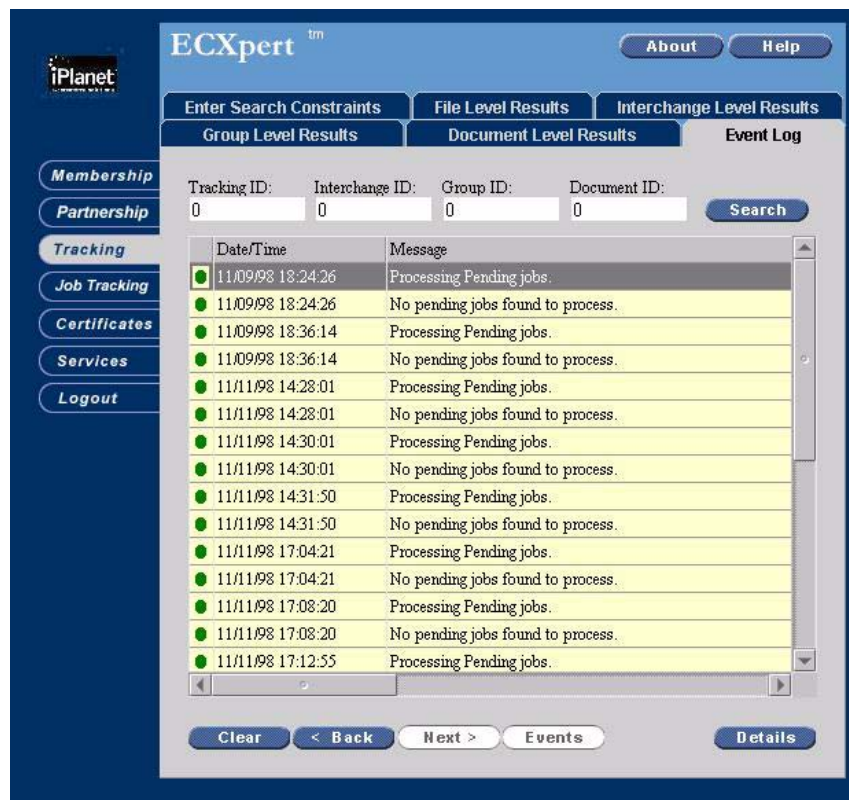 ECXpert tm
About Help
iPlanet
Enter Search Constraints File Level Results Interchange Level Results
Group Level Results Document Level Results Event Log
Membership
Partnership
Tracking
Job Tracking
Certificates
Services
Logout
Tracking ID: Interchange ID: Group ID: Document ID:
0 0 0 0 Search
Date/Time Message
11/09/98 18:24:26 Processing Pending jobs.
11/09/98 18:24:26 No pending jobs found to process.
11/09/98 18:36:14 Processing Pending jobs.
11/09/98 18:36:14 No pending jobs found to process.
11/11/98 14:28:01 Processing Pending jobs.
11/11/98 14:28:01 No pending jobs found to process.
11/11/98 14:30:01 Processing Pending jobs.
11/11/98 14:30:01 No pending jobs found to process.
11/11/98 14:31:50 Processing Pending jobs.
11/11/98 14:31:50 No pending jobs found to process.
11/11/98 17:04:21 Processing Pending jobs.
11/11/98 17:04:21 No pending jobs found to process.
11/11/98 17:08:20 Processing Pending jobs.
11/11/98 17:08:20 No pending jobs found to process.
11/11/98 17:12:55 Processing Pending jobs.
Clear < Back Next > Events Details